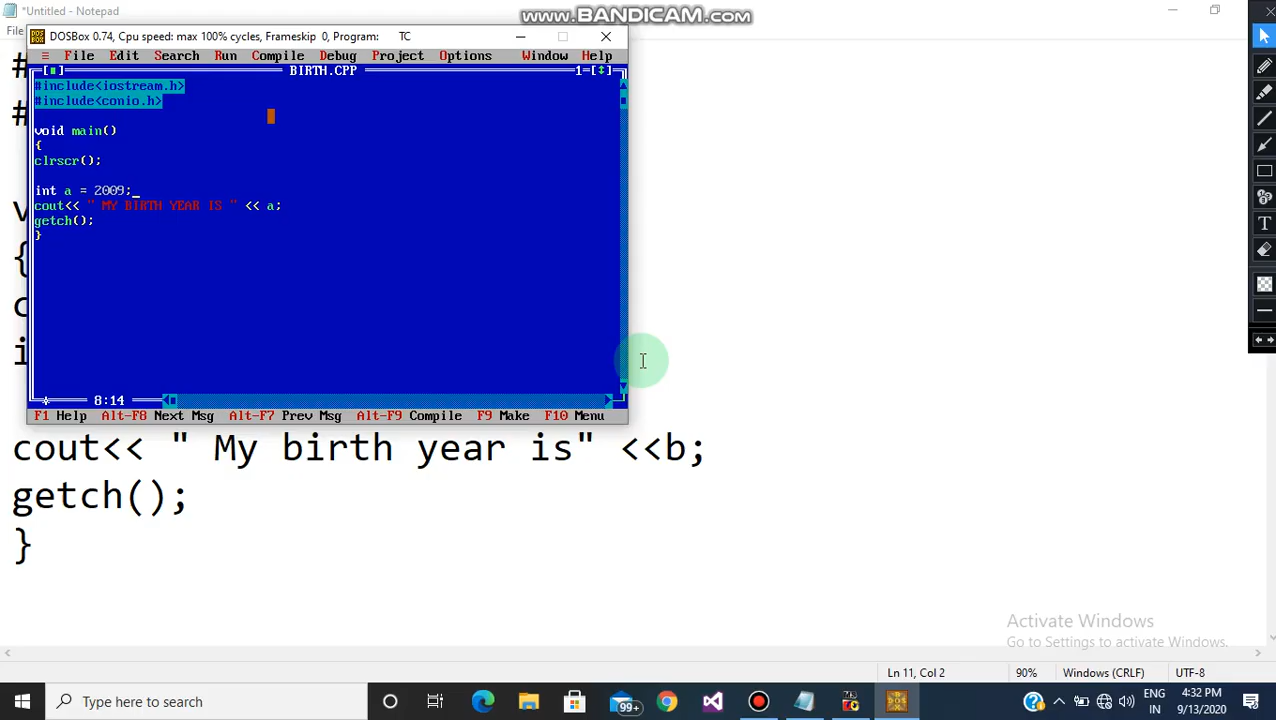 *Untitled - Notepad
www.BANDICAM.com
File
DOSBox 0.74, Cpu speed: max 100% cycles, Frameskip 0, Program: TC
≡ File Edit Search Run Compile Debug Project Options Window Help
[■] BIRTH.CPP 1=[↕]
#include<iostream.h>
#include<conio.h>
void main()
{
clrscr();
int a = 2009;
cout<< " MY BIRTH YEAR IS " << a;
getch();
}
* 8:14
F1 Help Alt-F8 Next Msg Alt-F7 Prev Msg Alt-F9 Compile F9 Make F10 Menu
#
#
v
{
c
i
cout<< " My birth year is" <<b;
getch();
}
T
Activate Windows
Go to Settings to activate Windows.
Ln 11, Col 2 90% Windows (CRLF) UTF-8
Type here to search
99+
ENG
IN
4:32 PM
9/13/2020